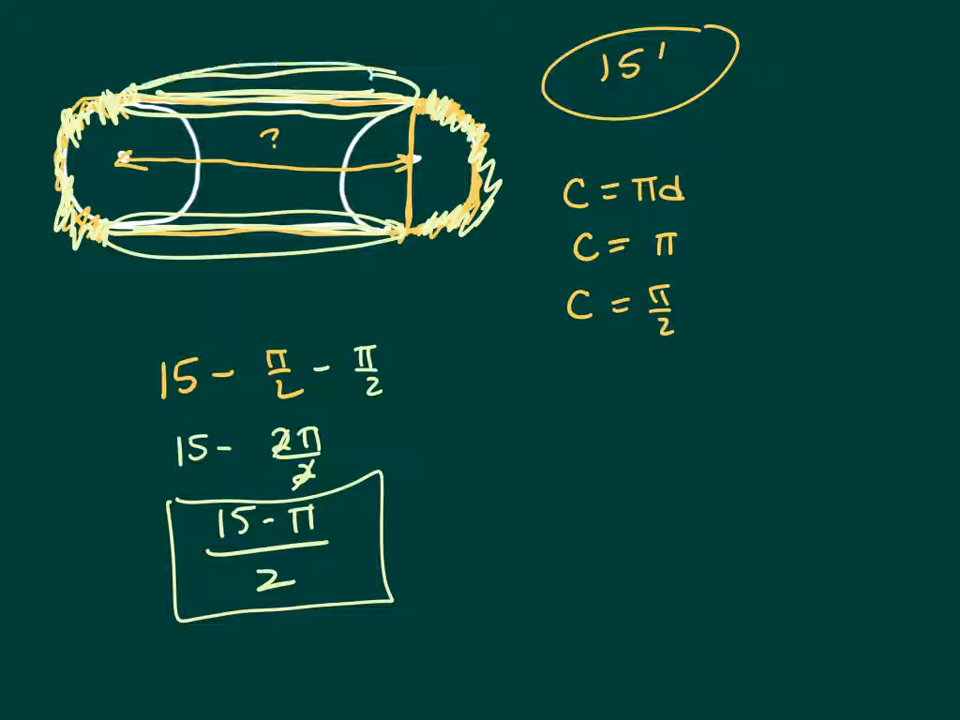 15'
?
C = πd
C = π
C = π/2
15 - π/2 - π/2
15 - 2π/2
15 - π
2